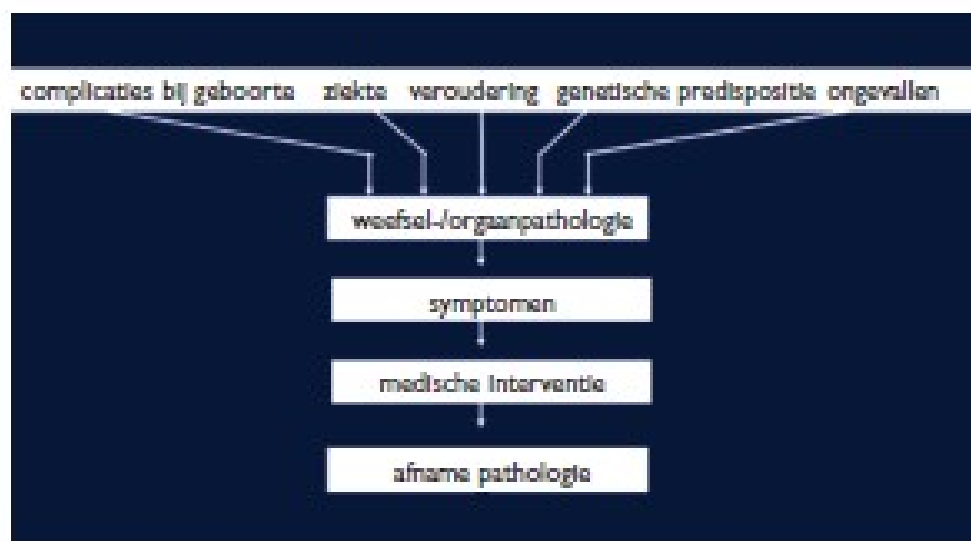 complicaties bij geboorte ziekte veroudering genetische predispositie ongevallen
weefsel-/orgaanpathologie
symptomen
medische interventie
afname pathologie